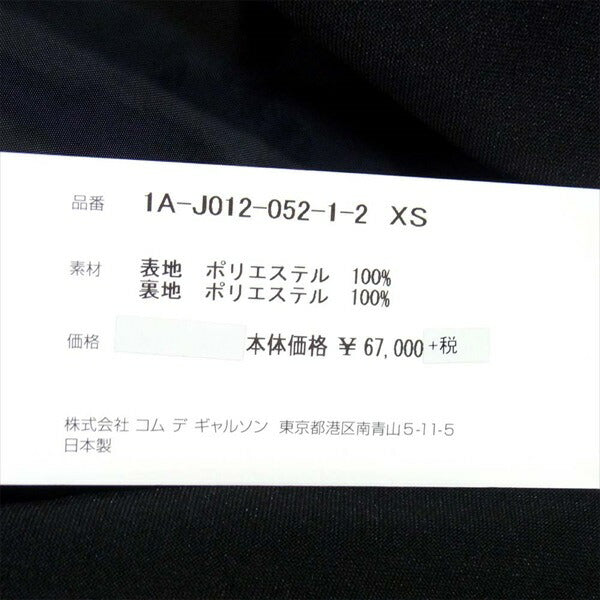 品番 1A-J012-052-1-2 XS
素材 表地 ポリエステル 100%
裏地 ポリエステル 100%
価格 本体価格 ¥ 67,000 +税
株式会社 コム デ ギャルソン 東京都港区南青山5-11-5
日本製